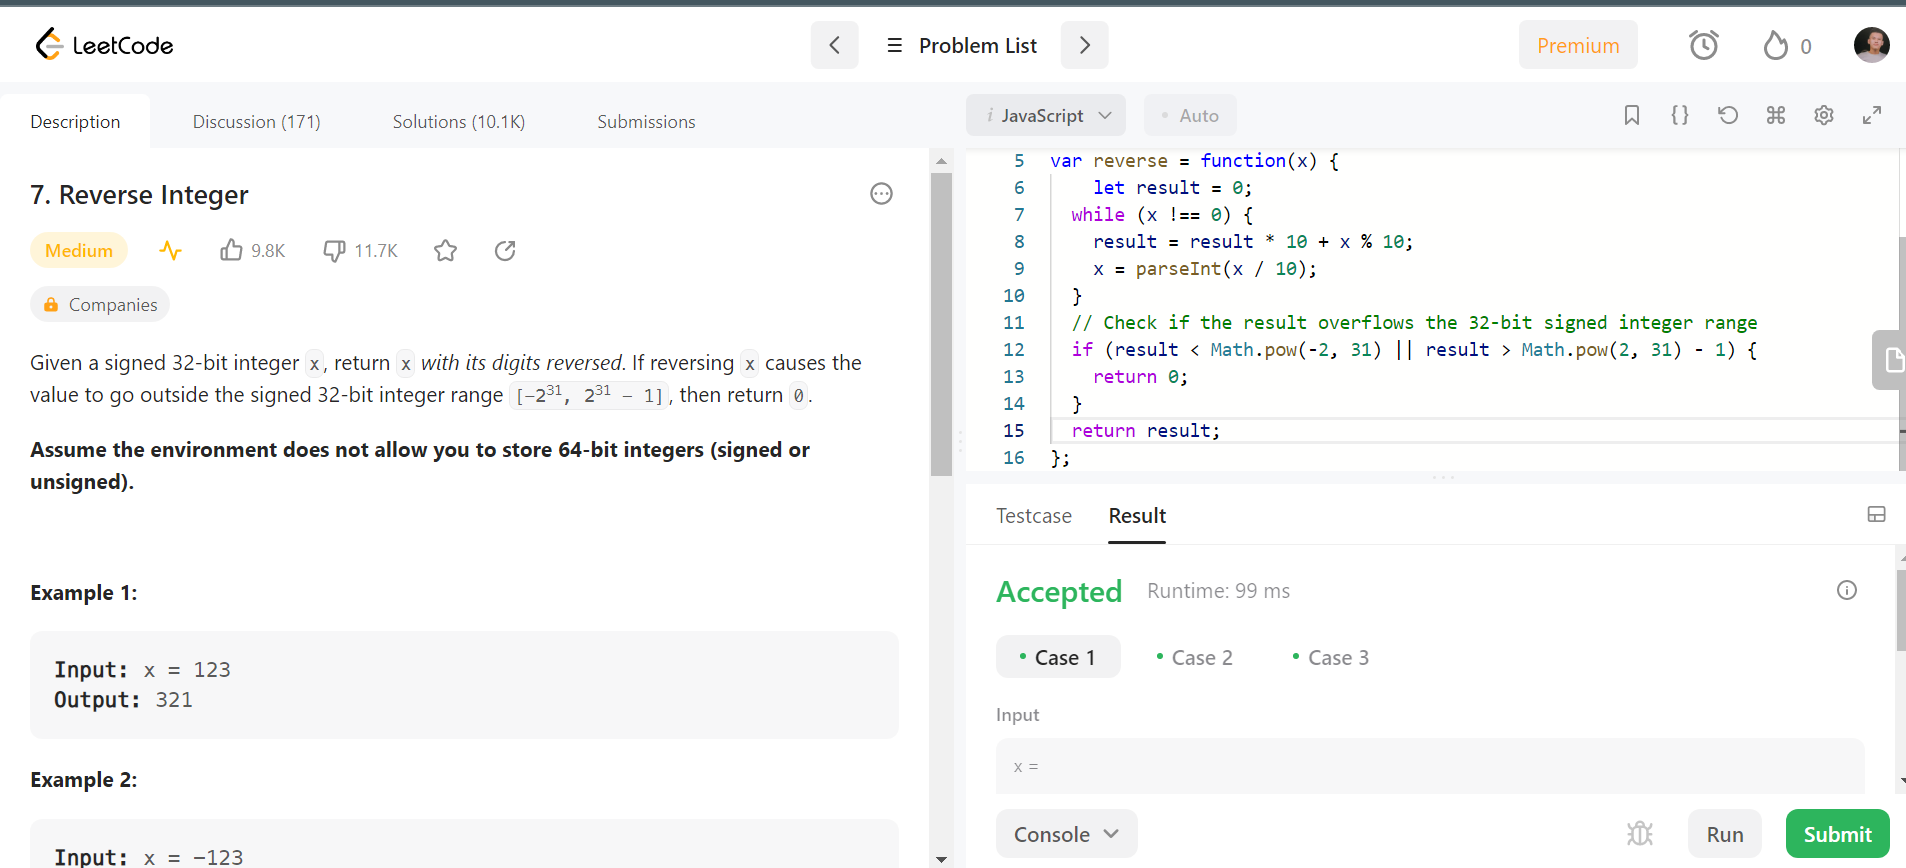 LeetCode
Problem List
Premium
0
Description
Discussion (171)
Solutions (10.1K)
Submissions
7. Reverse Integer
Medium
9.8K
11.7K
Companies
Given a signed 32-bit integer x, return x with its digits reversed. If reversing x causes the
value to go outside the signed 32-bit integer range [-2³¹, 2³¹ - 1], then return 0.
Assume the environment does not allow you to store 64-bit integers (signed or
unsigned).
Example 1:
Input: x = 123
Output: 321
Example 2:
Input: x = -123
i JavaScript
Auto
{}
5 var reverse = function(x) {
6 let result = 0;
7 while (x !== 0) {
8 result = result * 10 + x % 10;
9 x = parseInt(x / 10);
10 }
11 // Check if the result overflows the 32-bit signed integer range
12 if (result < Math.pow(-2, 31) || result > Math.pow(2, 31) - 1) {
13 return 0;
14 }
15 return result;
16 };
Testcase
Result
Accepted
Runtime: 99 ms
Case 1
Case 2
Case 3
Input
x =
Console
Run
Submit